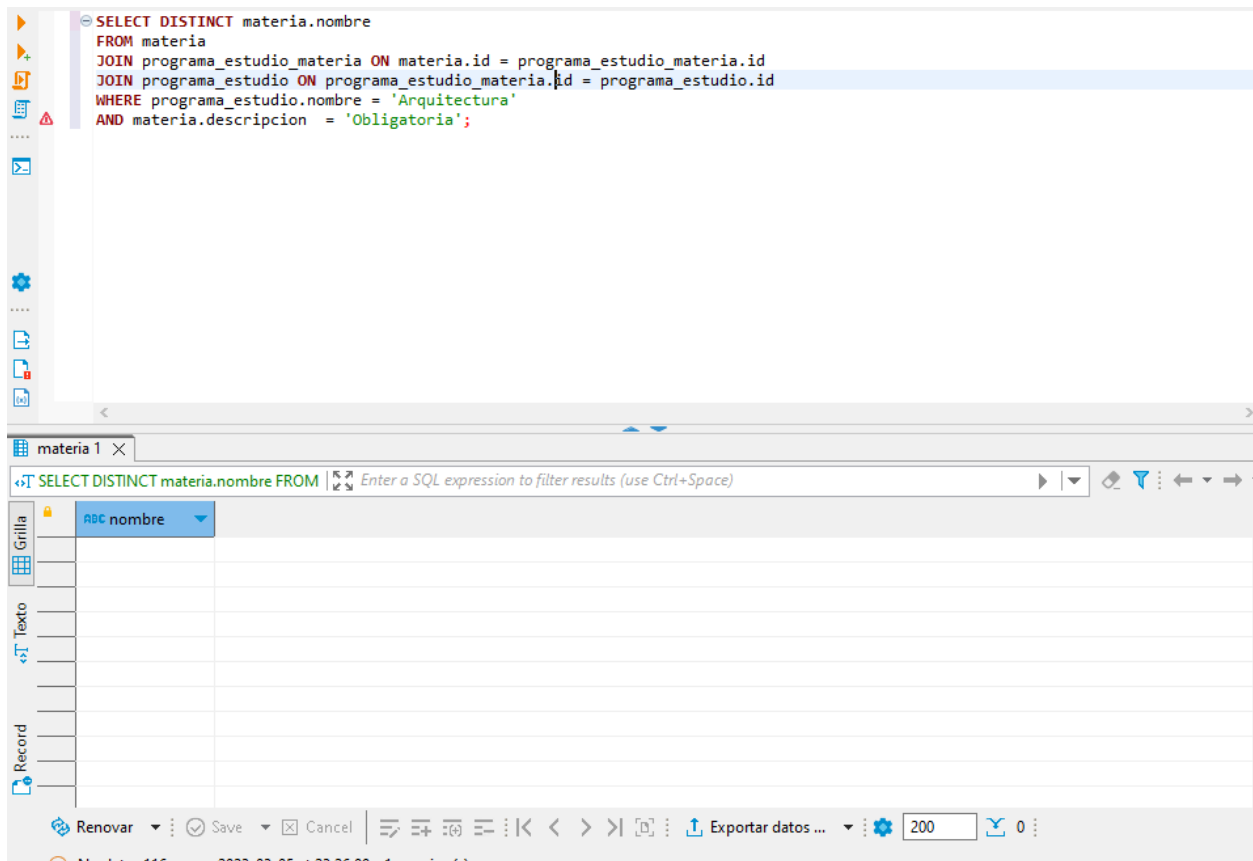 SELECT DISTINCT materia.nombre
FROM materia
JOIN programa_estudio_materia ON materia.id = programa_estudio_materia.id
JOIN programa_estudio ON programa_estudio_materia.id = programa_estudio.id
WHERE programa_estudio.nombre = 'Arquitectura'
AND materia.descripcion  = 'Obligatoria';
materia 1
SELECT DISTINCT materia.nombre FROM
Enter a SQL expression to filter results (use Ctrl+Space)
Grilla
ABC nombre
Texto
Record
Renovar
Save
Cancel
Exportar datos ...
200
0